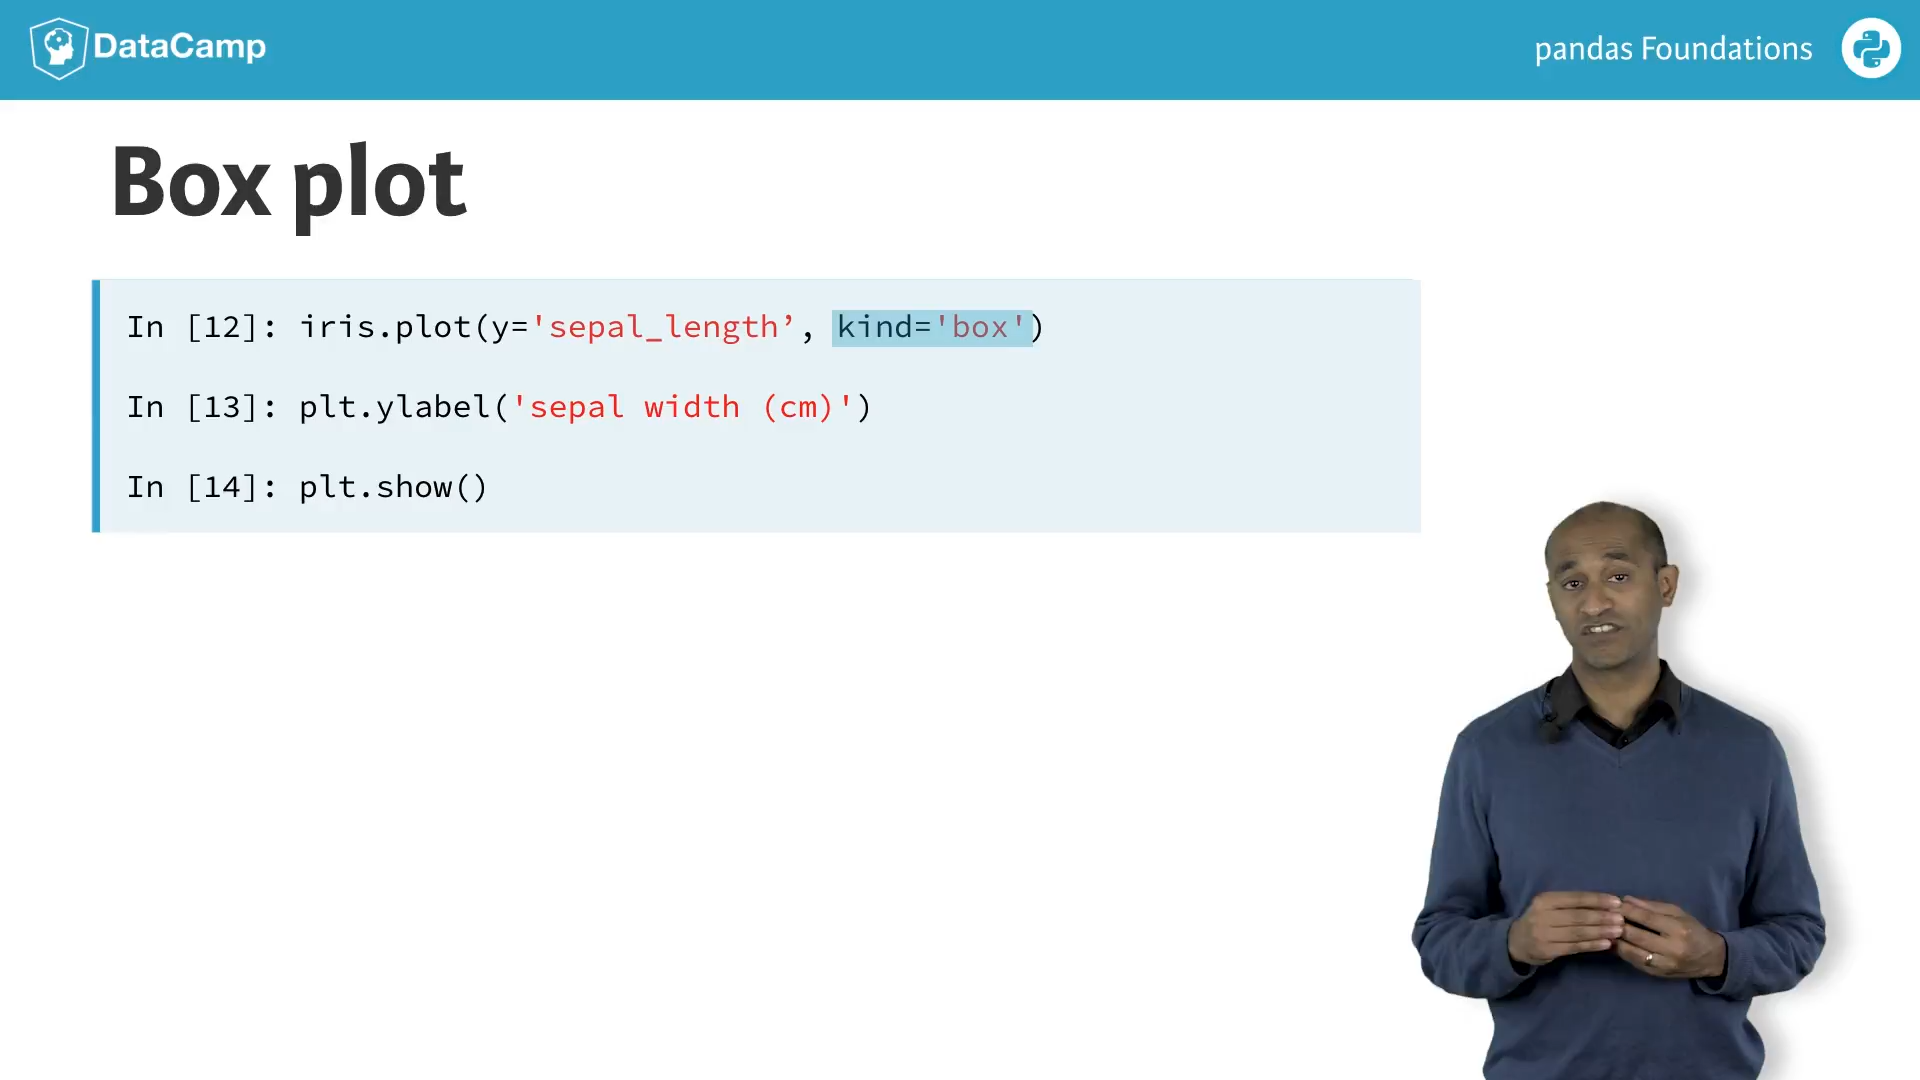 DataCamp
pandas Foundations
Box plot
In [12]: iris.plot(y='sepal_length’, kind='box')
In [13]: plt.ylabel('sepal width (cm)')
In [14]: plt.show()